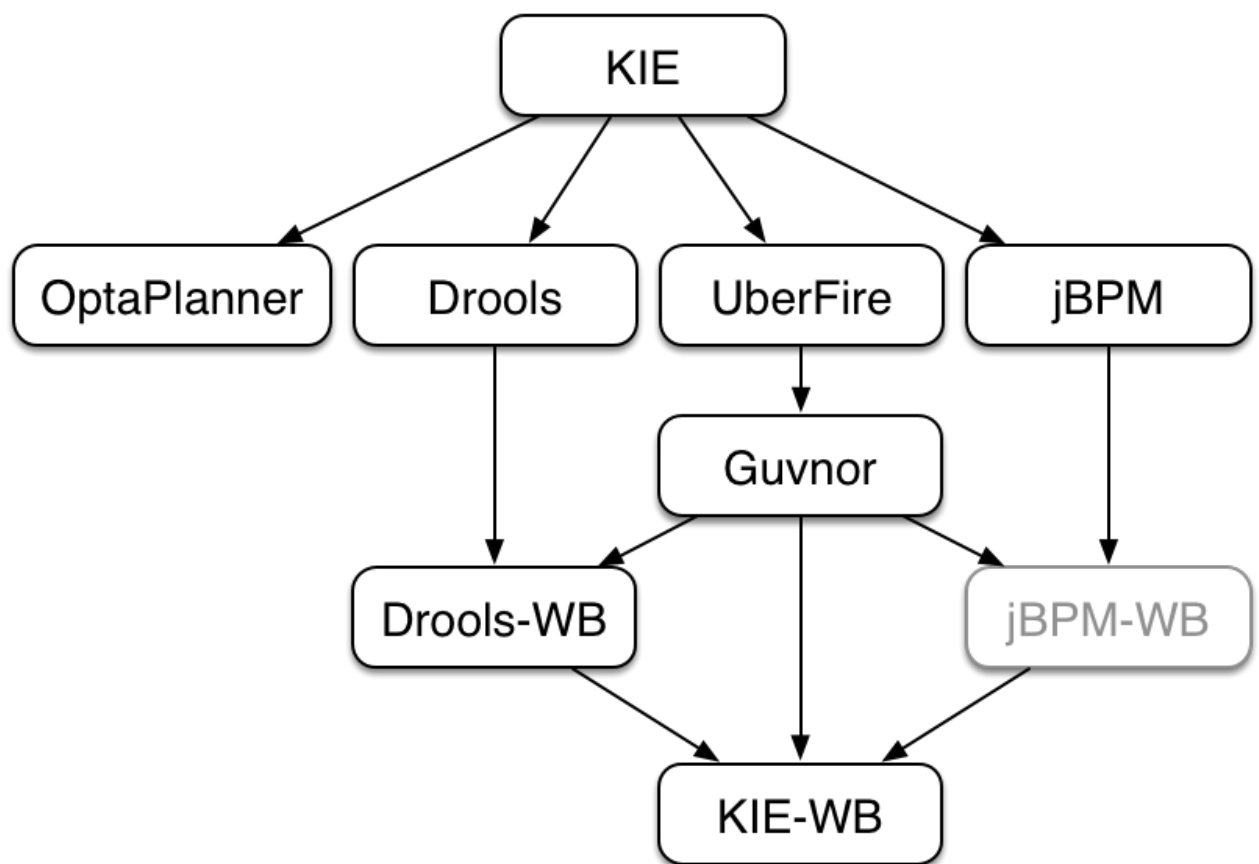 KIE
OptaPlanner
Drools
UberFire
jBPM
Guvnor
Drools-WB
jBPM-WB
KIE-WB